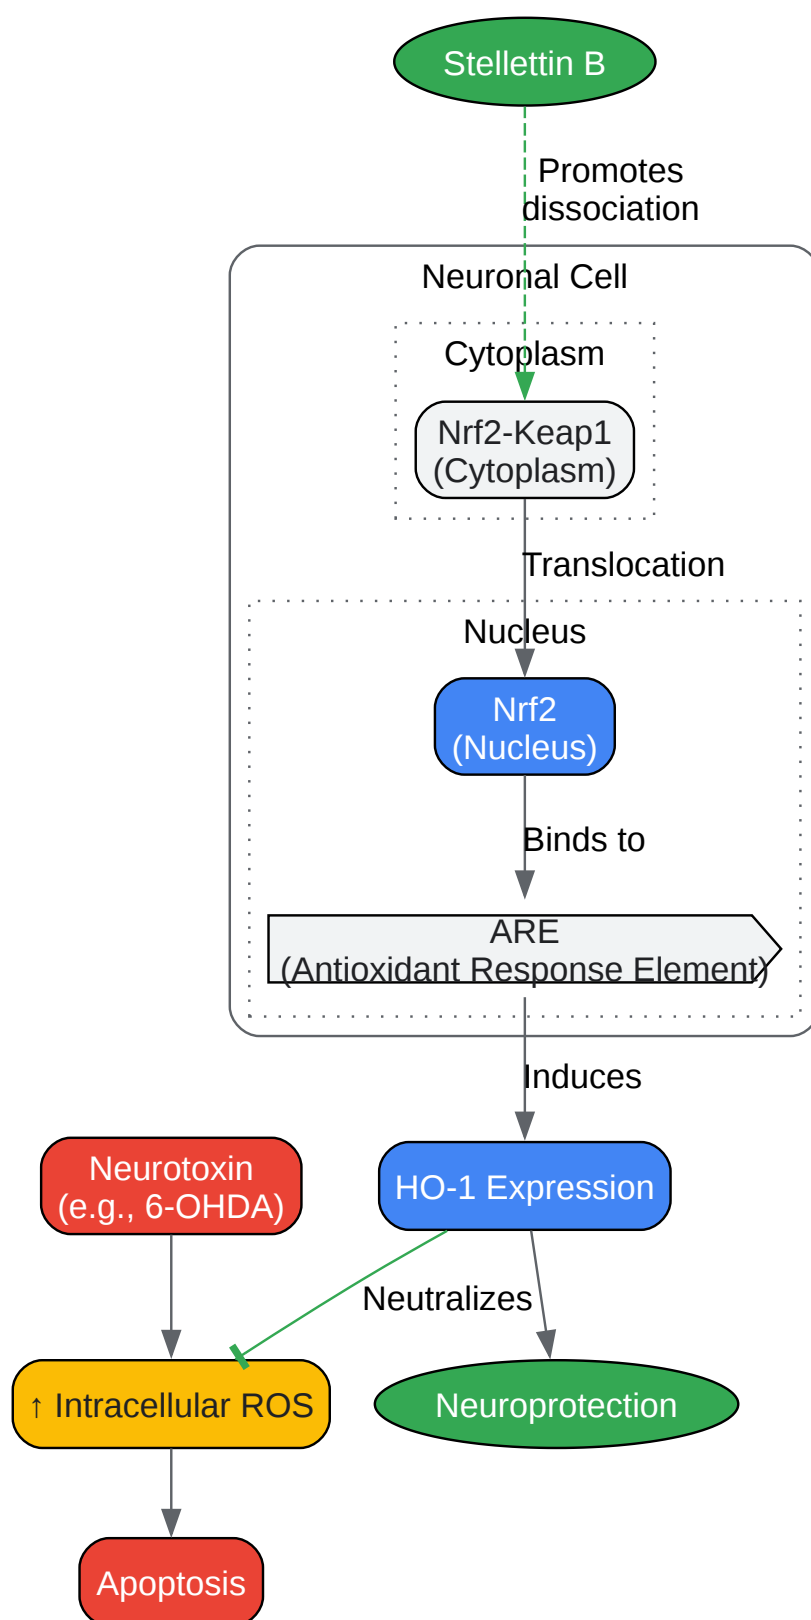 Stellettin B
Promotes
dissociation
Neuronal Cell
Cytoplasm
Nrf2-Keap1
(Cytoplasm)
Translocation
Nucleus
Nrf2
(Nucleus)
Binds to
ARE
(Antioxidant Response Element)
Induces
Neurotoxin
(e.g., 6-OHDA)
HO-1 Expression
Neutralizes
↑ Intracellular ROS
Neuroprotection
Apoptosis